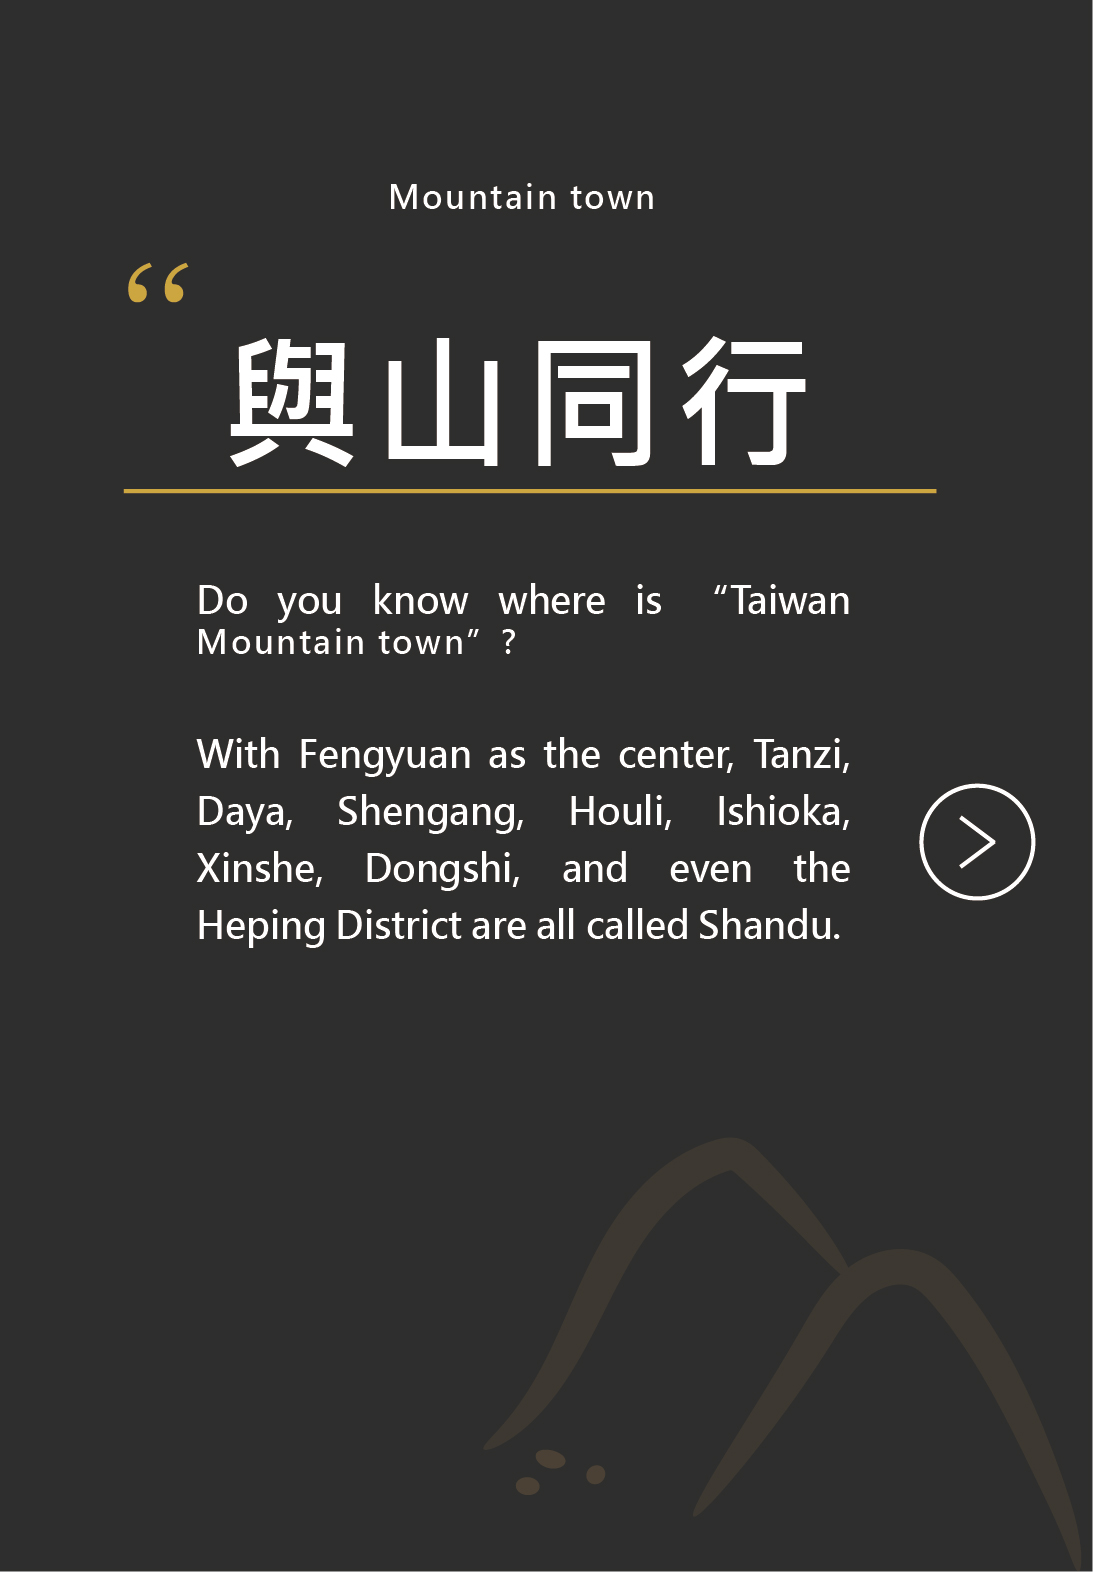 Mountain town
“
與山同行
Do you know where is “Taiwan
Mountain town” ?
With Fengyuan as the center, Tanzi,
Daya, Shengang, Houli, Ishioka,
Xinshe, Dongshi, and even the
Heping District are all called Shandu.